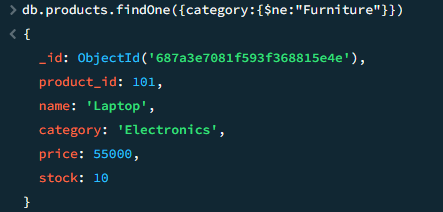 > db.products.findOne({category:{$ne:"Furniture"}})
< {
_id: ObjectId('687a3e7081f593f368815e4e'),
product_id: 101,
name: 'Laptop',
category: 'Electronics',
price: 55000,
stock: 10
}